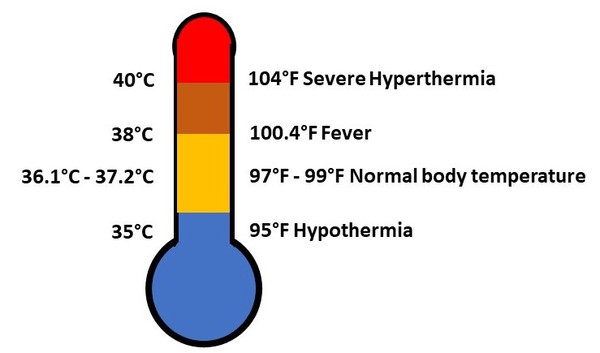 40°C 104°F Severe Hyperthermia
38°C 100.4°F Fever
36.1°C - 37.2°C 97°F - 99°F Normal body temperature
35°C 95°F Hypothermia